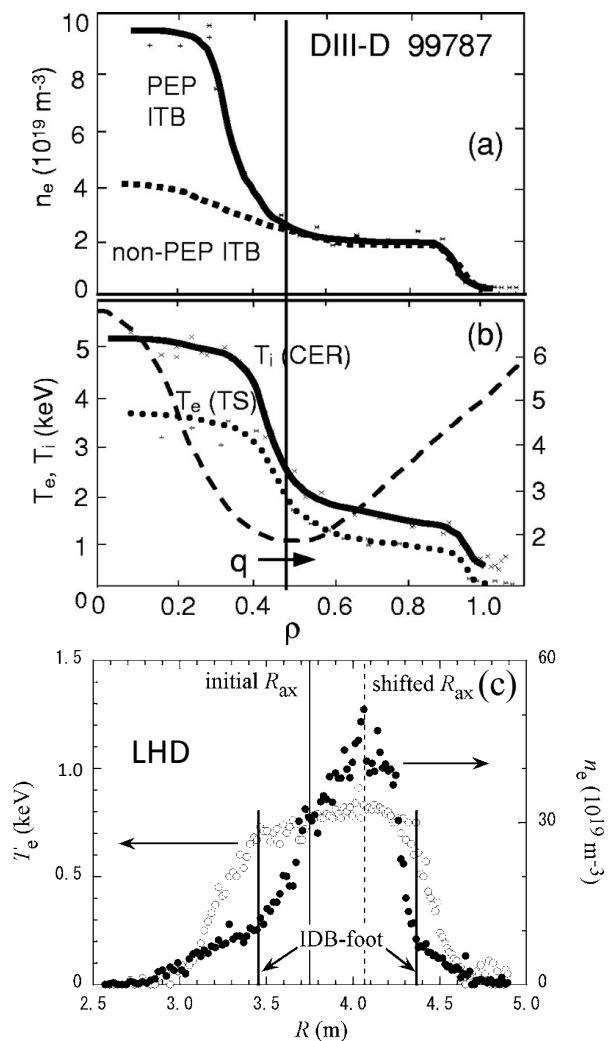 10
8
6
4
2
0
n_e (10^19 m^-3)
DIII-D 99787
PEP
ITB
(a)
non-PEP ITB
5
4
3
2
1
0
T_e, T_i (keV)
(b)
T_i (CER)
T_e (TS)
q
6
5
4
3
2
0 0.2 0.4 0.6 0.8 1.0
ρ
1.5
1.0
0.5
0
T_e (keV)
initial R_ax
shifted R_ax
(c)
LHD
IDB-foot
60
30
0
n_e (10^19 m^-3)
2.5 3.0 3.5 4.0 4.5 5.0
R (m)